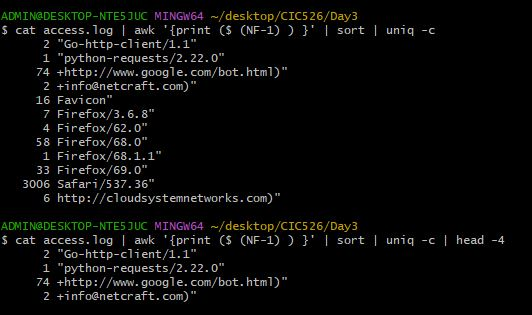 ADMIN@DESKTOP-NTE5JUC MINGW64 ~/desktop/CIC526/Day3
$ cat access.log | awk '{print ($ (NF-1) ) }' | sort | uniq -c
2 "Go-http-client/1.1"
1 "python-requests/2.22.0"
74 +http://www.google.com/bot.html)"
2 +info@netcraft.com)"
16 Favicon"
7 Firefox/3.6.8"
4 Firefox/62.0"
58 Firefox/68.0"
1 Firefox/68.1.1"
33 Firefox/69.0"
3006 Safari/537.36"
6 http://cloudsystemnetworks.com)"
ADMIN@DESKTOP-NTE5JUC MINGW64 ~/desktop/CIC526/Day3
$ cat access.log | awk '{print ($ (NF-1) ) }' | sort | uniq -c | head -4
2 "Go-http-client/1.1"
1 "python-requests/2.22.0"
74 +http://www.google.com/bot.html)"
2 +info@netcraft.com)"